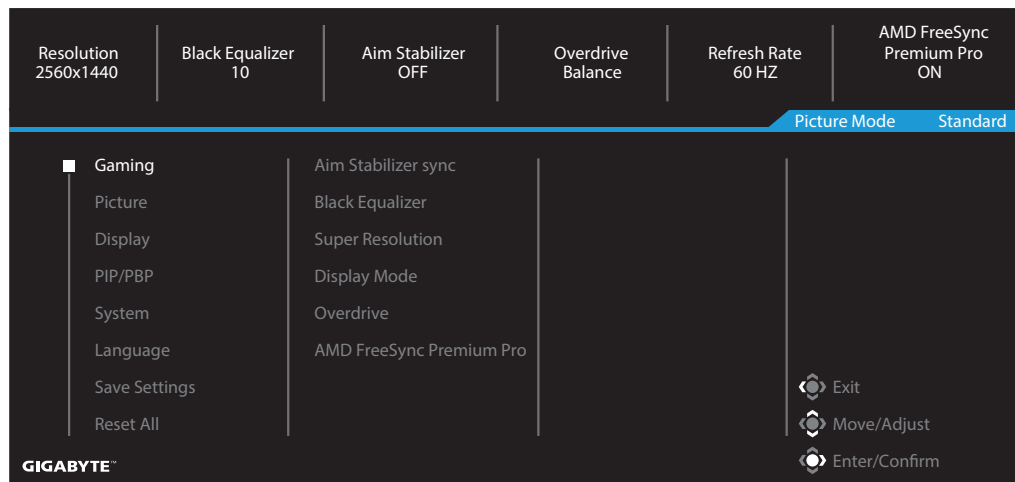 Resolution
2560x1440
Black Equalizer
10
Aim Stabilizer
OFF
Overdrive
Balance
Refresh Rate
60 HZ
AMD FreeSync
Premium Pro
ON
Picture Mode Standard
Gaming
Picture
Display
PIP/PBP
System
Language
Save Settings
Reset All
Aim Stabilizer sync
Black Equalizer
Super Resolution
Display Mode
Overdrive
AMD FreeSync Premium Pro
Exit
Move/Adjust
Enter/Confirm
GIGABYTE™